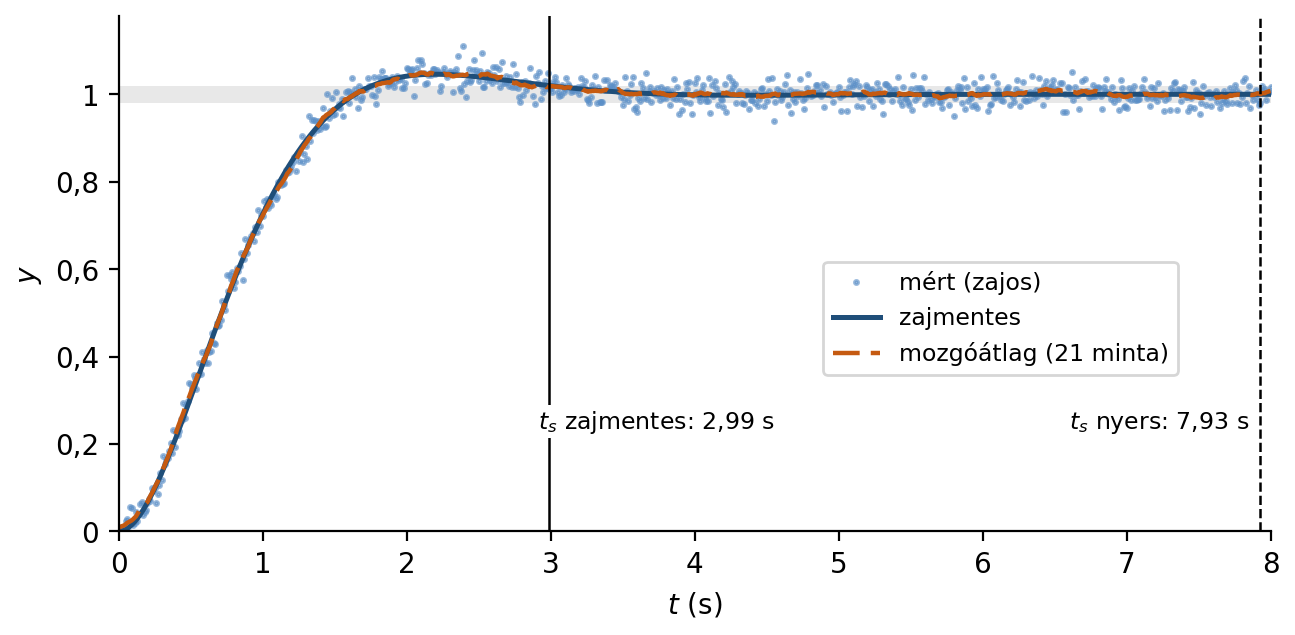 1
0,8
0,6
0,4
0,2
0
y
mért (zajos)
zajmentes
mozgóátlag (21 minta)
t_s zajmentes: 2,99 s
t_s nyers: 7,93 s
0 1 2 3 4 5 6 7 8
t (s)